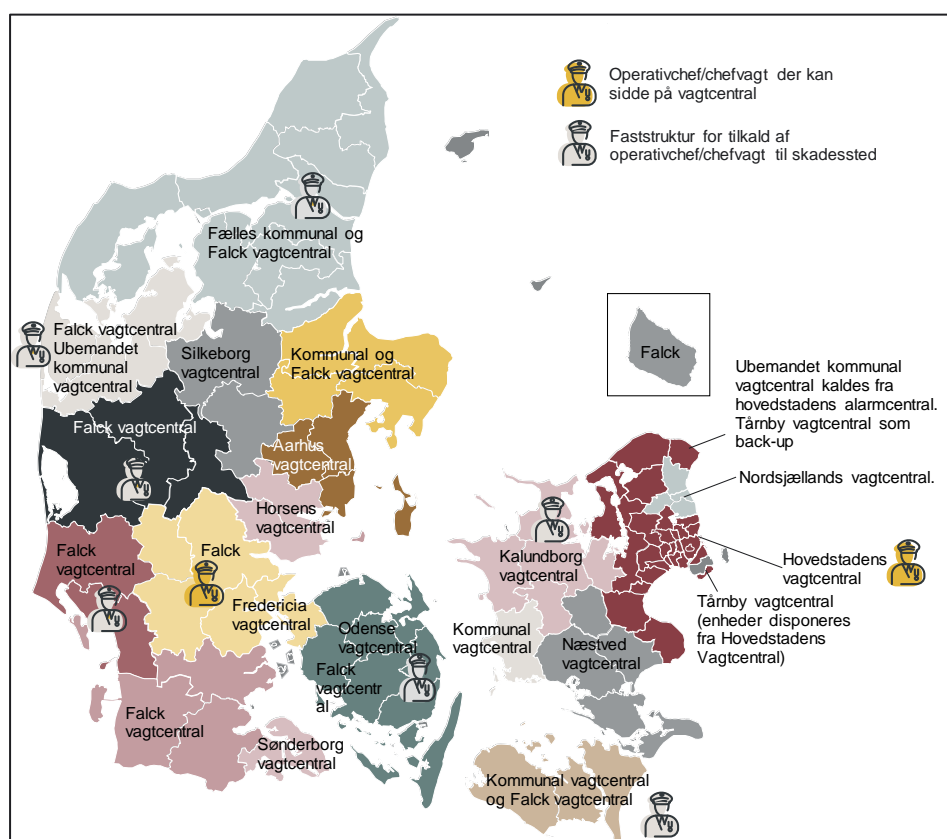 Operativchef/chefvagt der kan
sidde på vagtcentral
Faststruktur for tilkald af
operativchef/chefvagt til skadessted
Fælles kommunal og
Falck vagtcentral
Falck vagtcentral
Ubemandet
kommunal
vagtcentral
Silkeborg
vagtcentral
Kommunal og
Falck vagtcentral
Falck
Ubemandet kommunal
vagtcentral kaldes fra
hovedstadens alarmcentral.
Tårnby vagtcentral som
back-up
Falck vagtcentral
Aarhus
vagtcentral.
Nordsjællands vagtcentral.
Horsens
vagtcentral
Falck
vagtcentral
Falck
Fredericia
vagtcentral
Kalundborg
vagtcentral
Hovedstadens
vagtcentral
Tårnby vagtcentral
(enheder disponeres
fra Hovedstadens
Vagtcentral)
Kommunal
vagtcentral
Næstved
vagtcentral
Odense
vagtcentral
Falck
vagtcentr
al
Falck
vagtcentral
Sønderborg
vagtcentral
Kommunal vagtcentral
og Falck vagtcentral